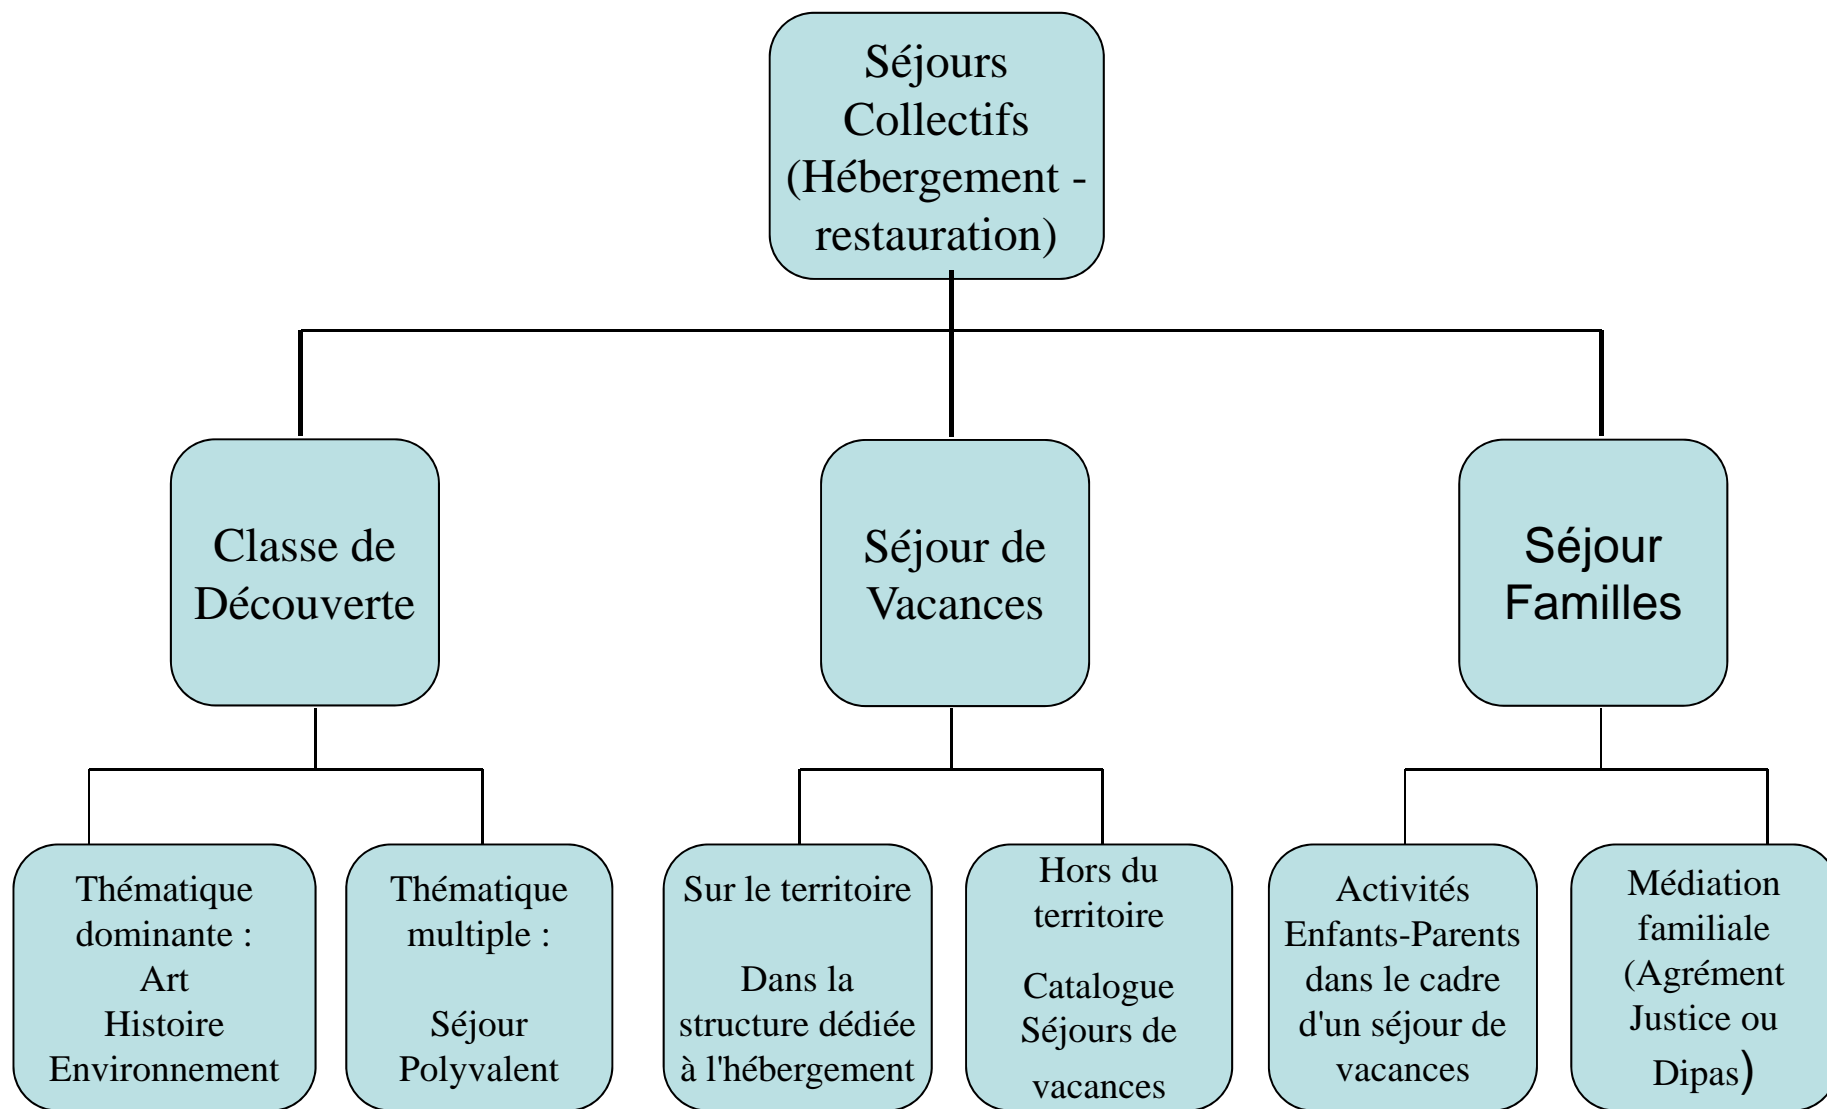 Séjours
Collectifs
(Hébergement -
restauration)
Classe de
Découverte
Séjour de
Vacances
Séjour
Familles
Thématique
dominante :
Art
Histoire
Environnement
Thématique
multiple :
Séjour
Polyvalent
Sur le territoire
Dans la
structure dédiée
à l'hébergement
Hors du
territoire
Catalogue
Séjours de
vacances
Activités
Enfants-Parents
dans le cadre
d'un séjour de
vacances
Médiation
familiale
(Agrément
Justice ou
Dipas)